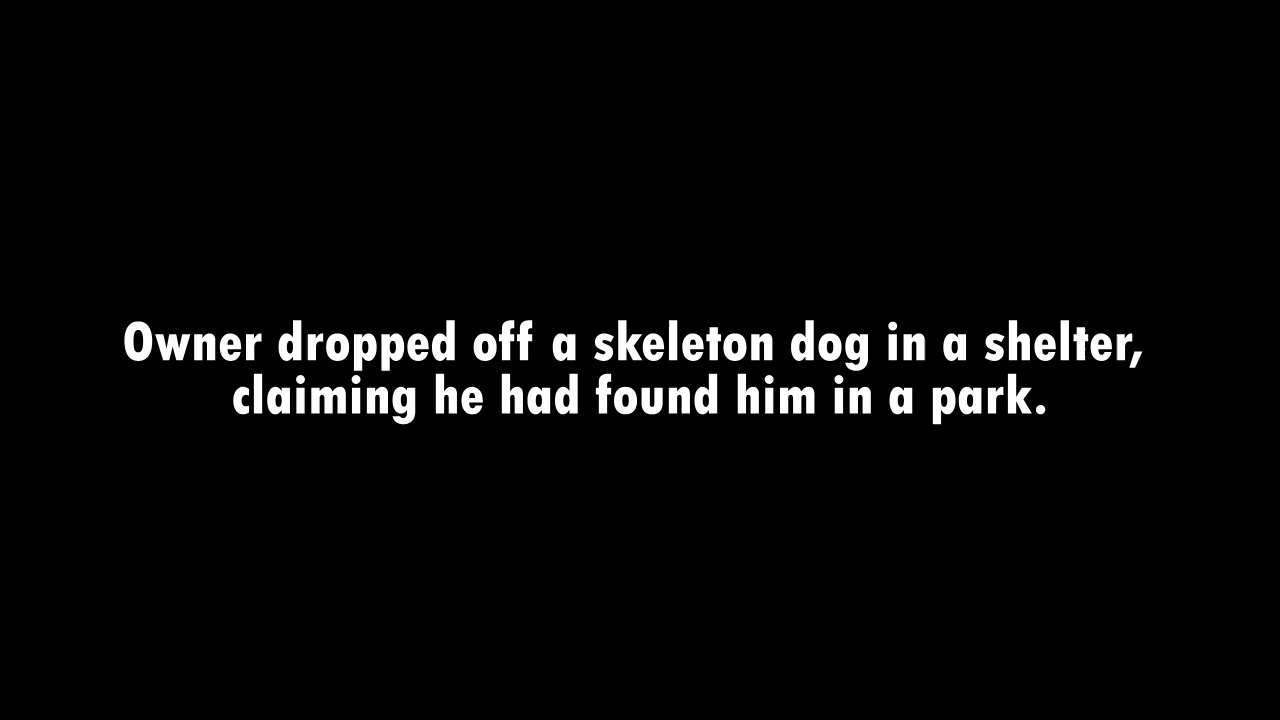 Owner dropped off a skeleton dog in a shelter,
claiming he had found him in a park.